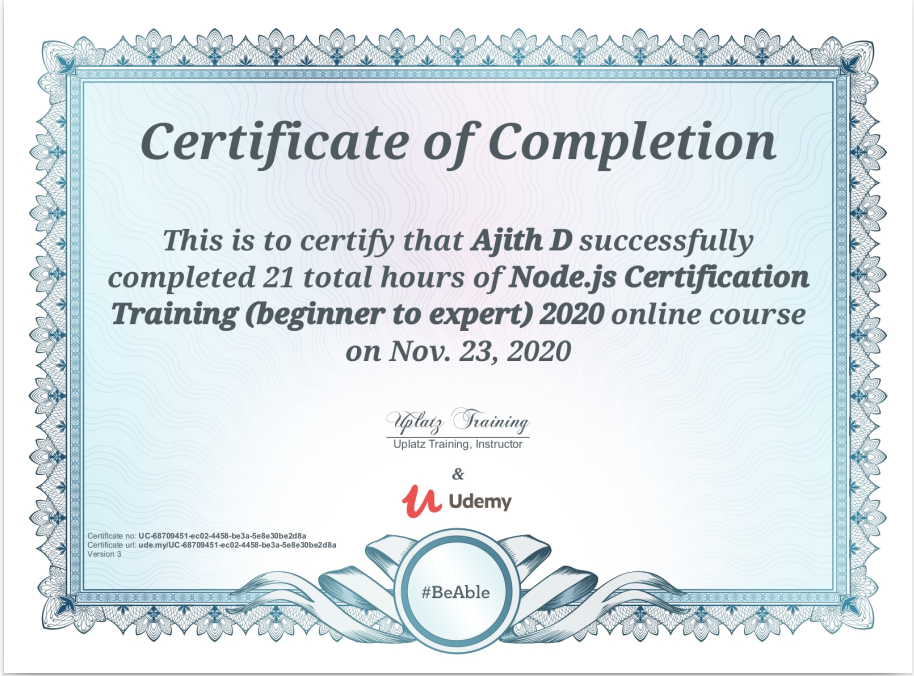 Certificate of Completion
This is to certify that Ajith D successfully
completed 21 total hours of Node.js Certification
Training (beginner to expert) 2020 online course
on Nov. 23, 2020
Uplatz Training
Uplatz Training, Instructor
&
Udemy
Certificate no: UC-68709451-ec02-4458-be3a-5e8e30be2d8a
Certificate url: ude.my/UC-68709451-ec02-4458-be3a-5e8e30be2d8a
Version 3
#BeAble